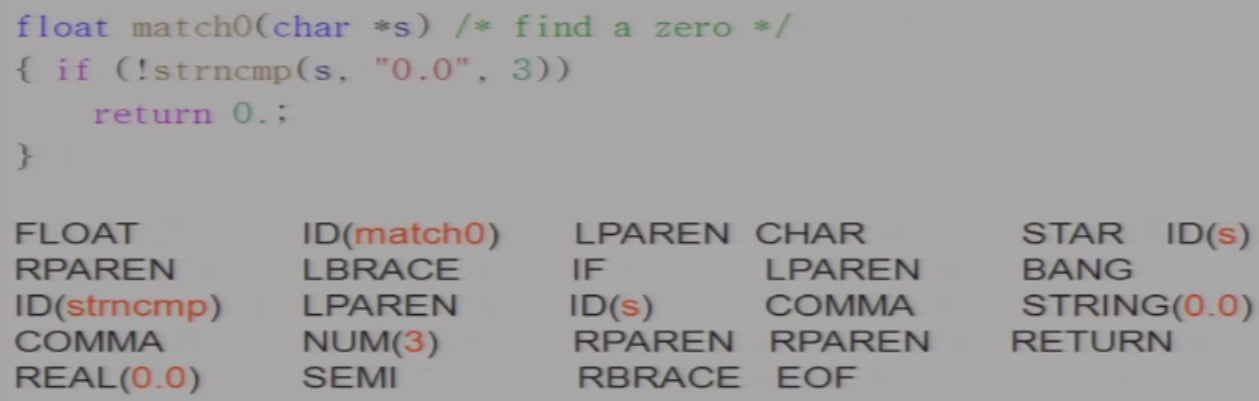 float match0(char *s) /* find a zero */
{ if (!strncmp(s, "0.0", 3))
return 0.;
}
FLOAT ID(match0) LPAREN CHAR STAR ID(s)
RPAREN LBRACE IF LPAREN BANG
ID(strncmp) LPAREN ID(s) COMMA STRING(0.0)
COMMA NUM(3) RPAREN RPAREN RETURN
REAL(0.0) SEMI RBRACE EOF